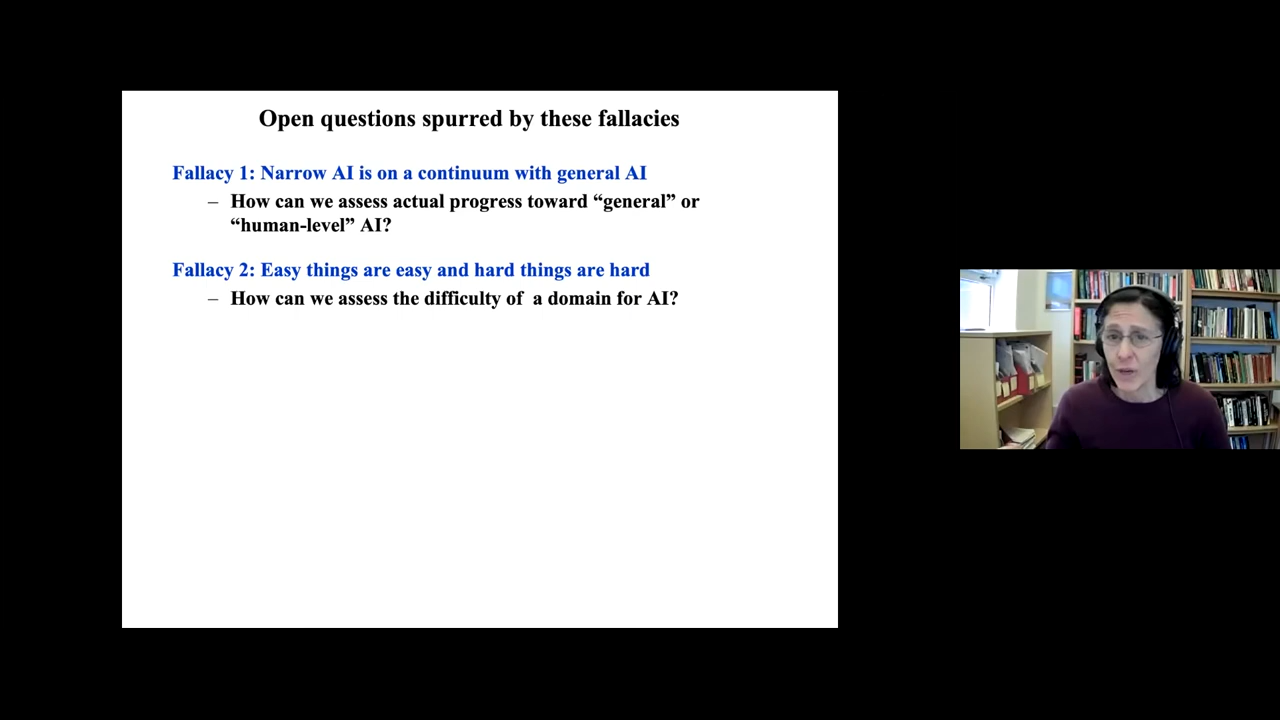 Open questions spurred by these fallacies
Fallacy 1: Narrow AI is on a continuum with general AI
– How can we assess actual progress toward “general” or
“human-level” AI?
Fallacy 2: Easy things are easy and hard things are hard
– How can we assess the difficulty of a domain for AI?